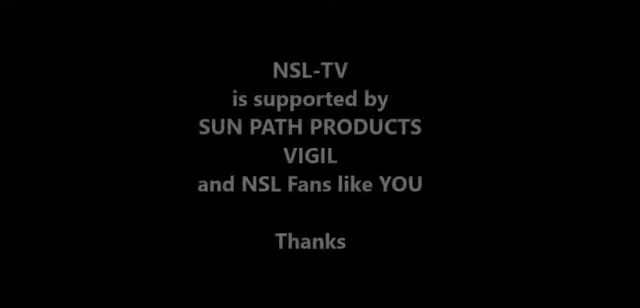 NSL-TV
is supported by
SUN PATH PRODUCTS
VIGIL
and NSL Fans like YOU
Thanks